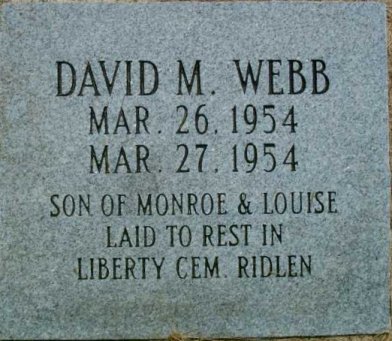 DAVID M. WEBB
MAR. 26. 1954
MAR. 27. 1954
SON OF MONROE & LOUISE
LAID TO REST IN
LIBERTY CEM. RIDLEN